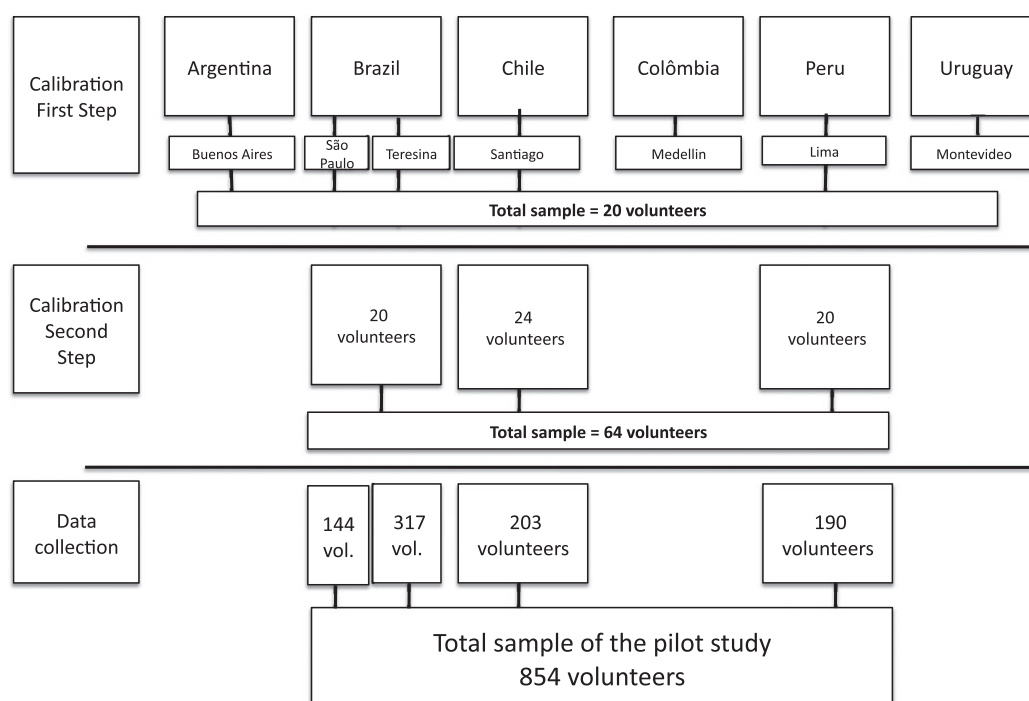 Calibration
First Step
Argentina
Brazil
Chile
Colômbia
Peru
Uruguay
Buenos Aires
São
Paulo
Teresina
Santiago
Medellin
Lima
Montevideo
Total sample = 20 volunteers
Calibration
Second
Step
20
volunteers
24
volunteers
20
volunteers
Total sample = 64 volunteers
Data
collection
144
vol.
317
vol.
203
volunteers
190
volunteers
Total sample of the pilot study
854 volunteers